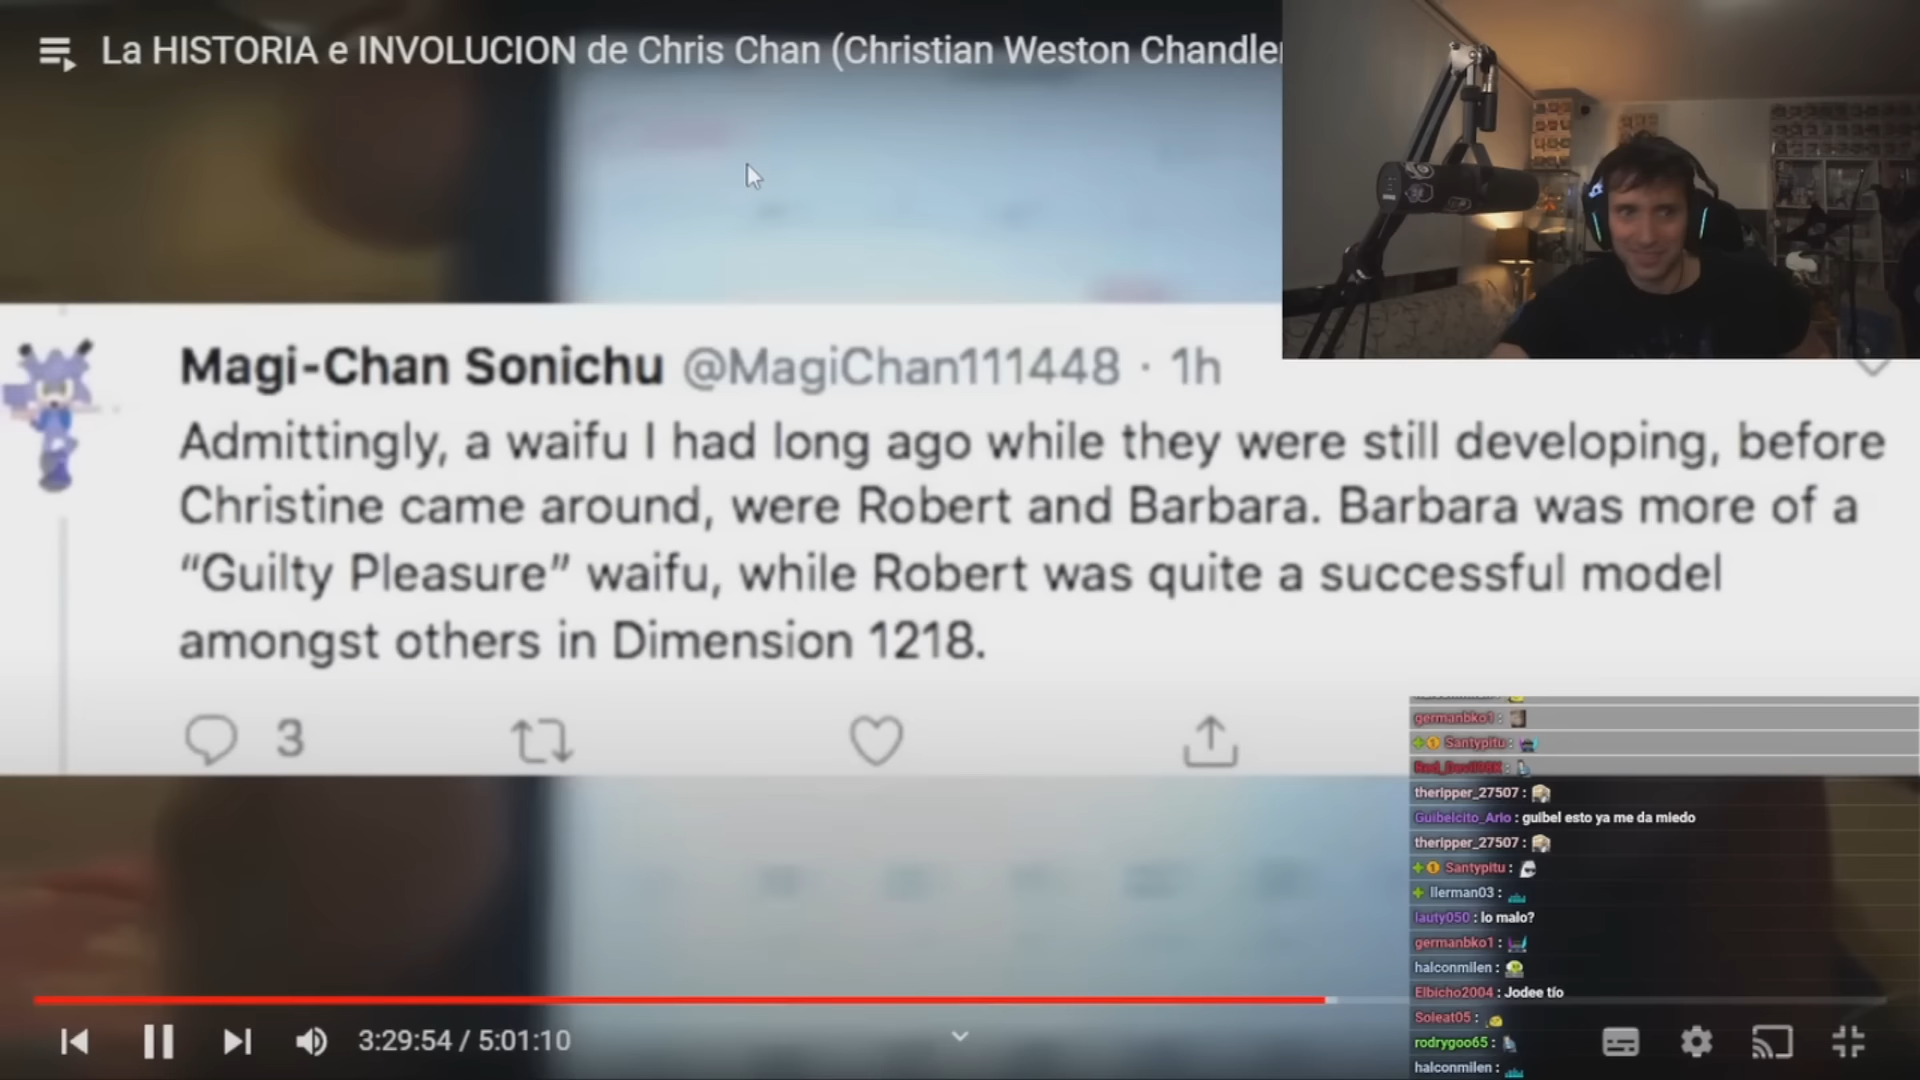 La HISTORIA e INVOLUCION de Chris Chan (Christian Weston Chandler
Magi-Chan Sonichu @MagiChan111448 · 1h
Admittingly, a waifu I had long ago while they were still developing, before
Christine came around, were Robert and Barbara. Barbara was more of a
“Guilty Pleasure” waifu, while Robert was quite a successful model
amongst others in Dimension 1218.
3
germanbko1 :
Santypitu :
theripper_27507 :
Guibelcito_Ario : guibel esto ya me da miedo
theripper_27507 :
Santypitu :
llerman03 :
lauty050 : lo malo?
germanbko1 :
halconmilen :
Elbicho2004 : Jodee tío
Soleat05 :
rodrygoo65 :
halconmilen :
3:29:54 / 5:01:10